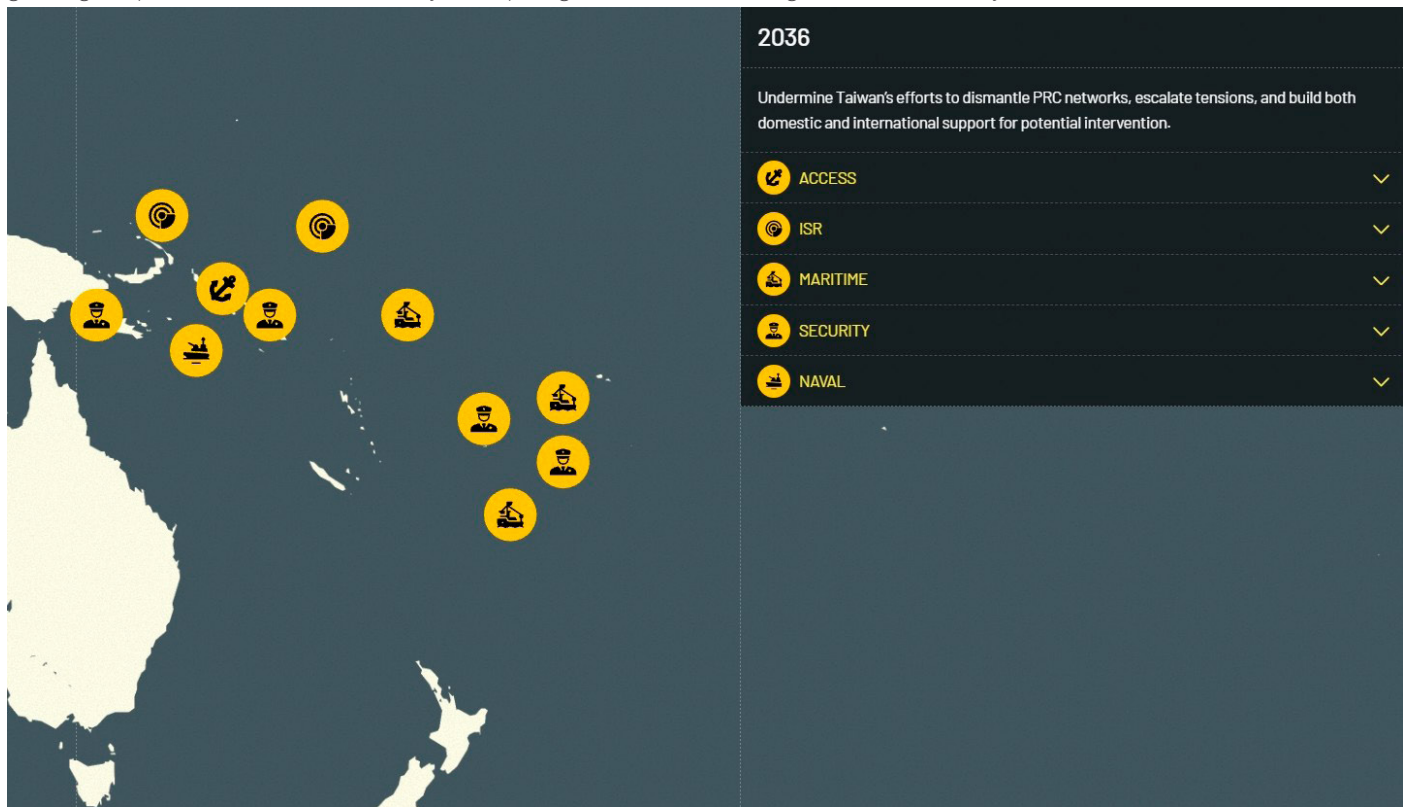 2036
Undermine Taiwan's efforts to dismantle PRC networks, escalate tensions, and build both
domestic and international support for potential intervention.
ACCESS
ISR
MARITIME
SECURITY
NAVAL